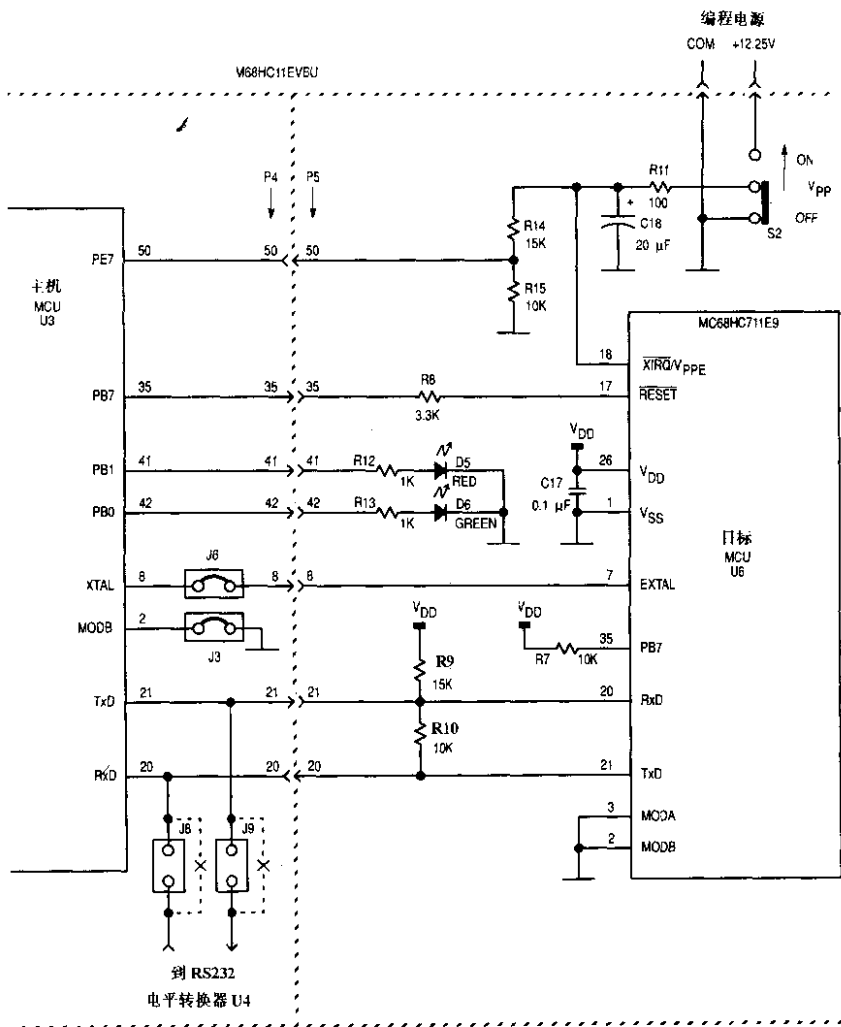 编程电源
COM +12.25V
M68HC11EVBU
P4 P5
ON
VPP
OFF
S2
R11
100
+
C18
20 μF
R14
15K
PE7 50 50 50
R15
10K
主机
MCU
U3
MC68HC711E9
18 XIRQ/VPPE
PB7 35 35 35 R8 17 RESET
3.3K
VDD
PB1 41 41 41 R12 D5 26 VDD
1K RED
C17
0.1 μF
PB0 42 42 42 R13 D6 1 VSS
1K GREEN
目标
MCU
U6
J6
XTAL 8 8 8 7 EXTAL
MODB 2
J3
VDD VDD
R7 10K 35 PB7
R9
15K
TxD 21 21 21 20 RxD
R10
10K
RxD 20 20 20 21 TxD
3 MODA
2 MODB
J8 J9
到 RS232
电平转换器 U4